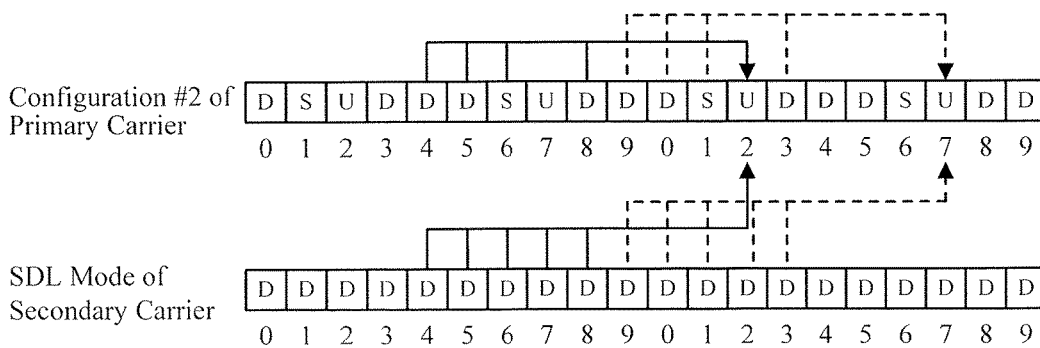 Configuration #2 of
Primary Carrier
D S U D D D S U D D D S U D D D S U D D
0 1 2 3 4 5 6 7 8 9 0 1 2 3 4 5 6 7 8 9
SDL Mode of
Secondary Carrier
D D D D D D D D D D D D D D D D D D D D
0 1 2 3 4 5 6 7 8 9 0 1 2 3 4 5 6 7 8 9